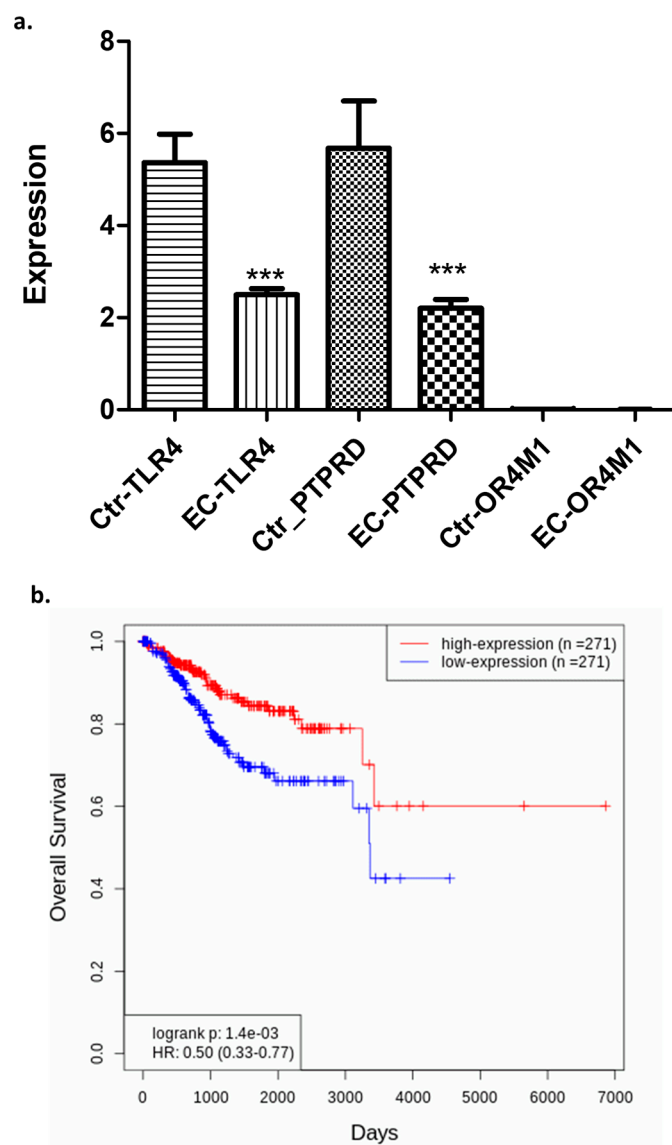 a.
8
6
4
2
0
Expression
***
***
Ctr-TLR4
EC-TLR4
Ctr_PTPRD
EC-PTPRD
Ctr-OR4M1
EC-OR4M1
b.
high-expression (n =271)
low-expression (n =271)
1.0
0.8
0.6
0.4
0.2
0.0
Overall Survival
logrank p: 1.4e-03
HR: 0.50 (0.33-0.77)
0 1000 2000 3000 4000 5000 6000 7000
Days